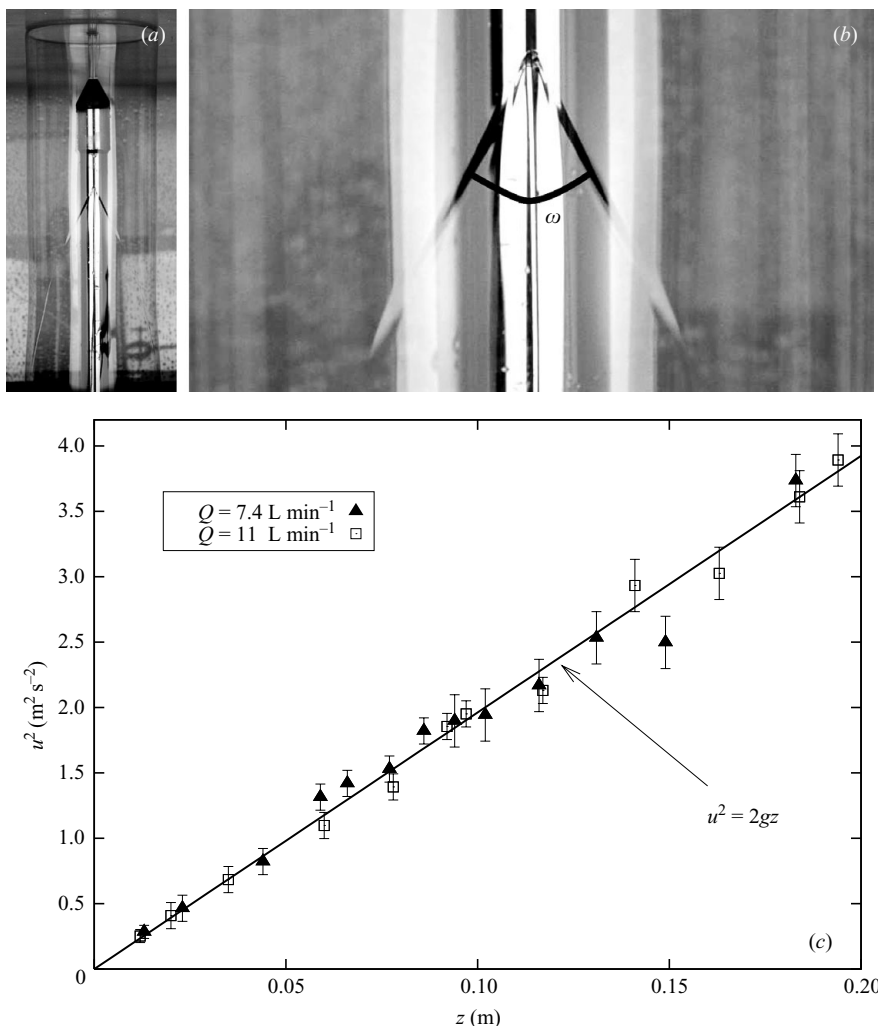 (a)
(b)
ω
4.0
3.5
3.0
2.5
2.0
1.5
1.0
0.5
0
Q = 7.4 L min⁻¹
Q = 11 L min⁻¹
u² (m² s⁻²)
u² = 2gz
(c)
0.05
0.10
0.15
0.20
z (m)